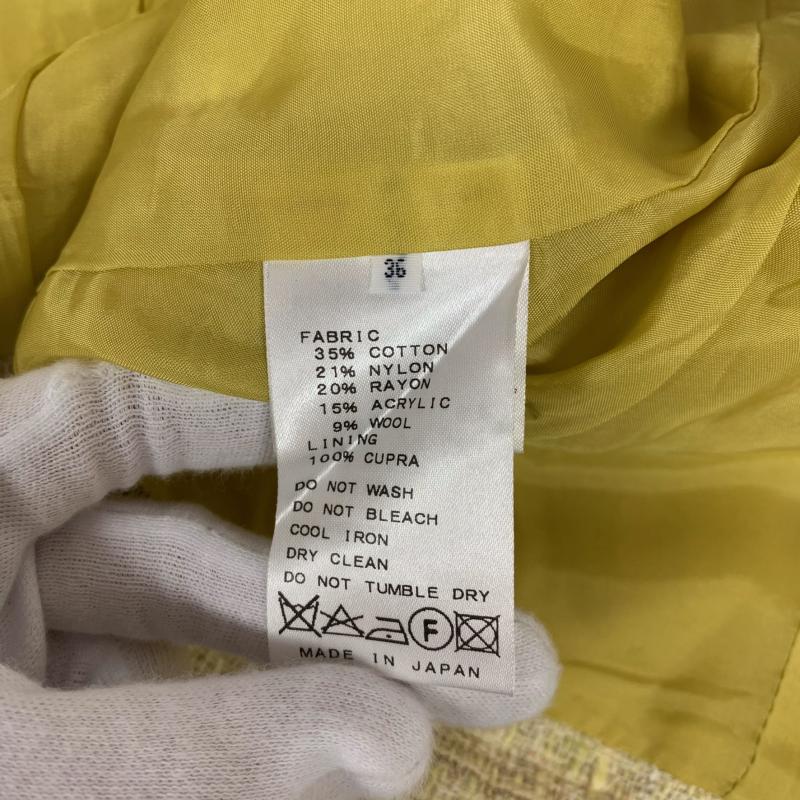 36
FABRIC
35% COTTON
21% NYLON
20% RAYON
15% ACRYLIC
9% WOOL
LINING
100% CUPRA
DO NOT WASH
DO NOT BLEACH
COOL IRON
DRY CLEAN
DO NOT TUMBLE DRY
F
MADE IN JAPAN